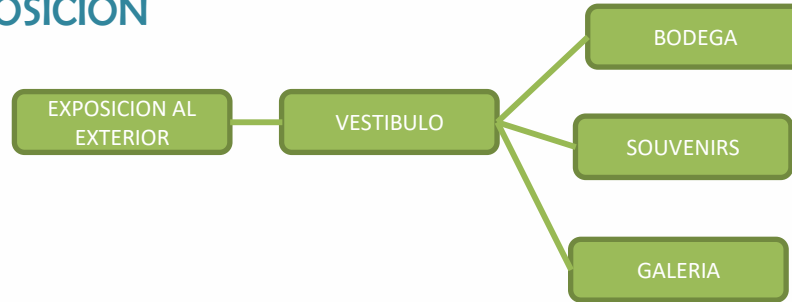 OSICION
BODEGA
EXPOSICION AL
EXTERIOR
VESTIBULO
SOUVENIRS
GALERIA